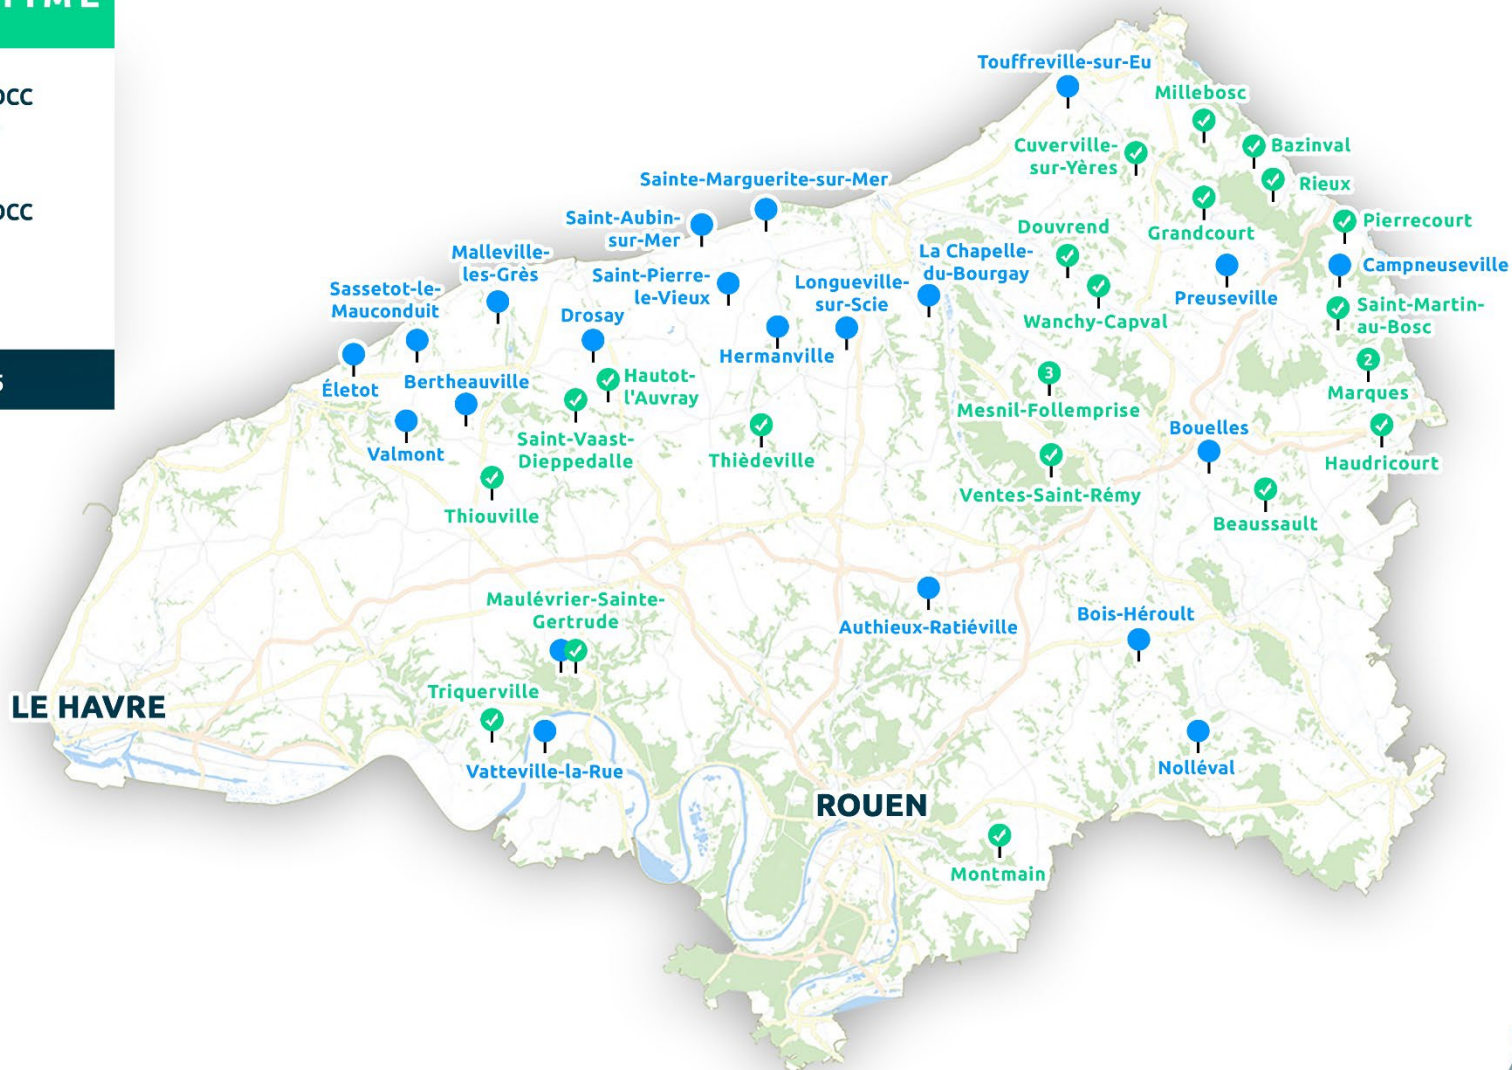 OCC
OCC
Touffreville-sur-Eu
Millebosc
Cuverville-
sur-Yères
Bazinval
Rieux
Sainte-Marguerite-sur-Mer
Saint-Aubin-
sur-Mer
Douvrend
Grandcourt
Pierrecourt
Malleville-
les-Grès
La Chapelle-
du-Bourgay
Campneuseville
Saint-Pierre-
le-Vieux
Longueville-
sur-Scie
Sassetot-le-
Mauconduit
Preuseville
Drosay
Wanchy-Capval
Saint-Martin-
au-Bosc
Hermanville
2
Marques
3
Mesnil-Follemprise
Életot
Bertheauville
Hautot-
l'Auvray
Bouelles
Valmont
Saint-Vaast-
Dieppedalle
Thièdeville
Haudricourt
Ventes-Saint-Rémy
Thiouville
Beaussault
Maulévrier-Sainte-
Gertrude
Authieux-Ratiéville
Bois-Héroult
Triquerville
LE HAVRE
Vatteville-la-Rue
Nolléval
ROUEN
Montmain